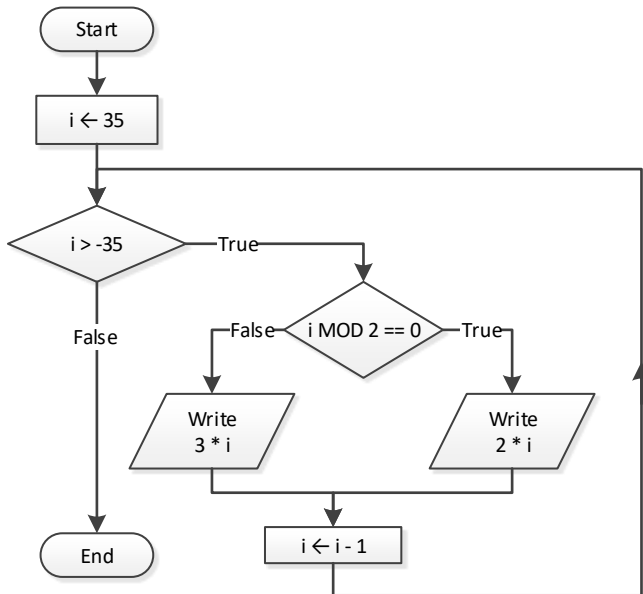 Start
i ← 35
i > -35
True
False
i MOD 2 == 0
False
True
Write
3 * i
Write
2 * i
i ← i - 1
End